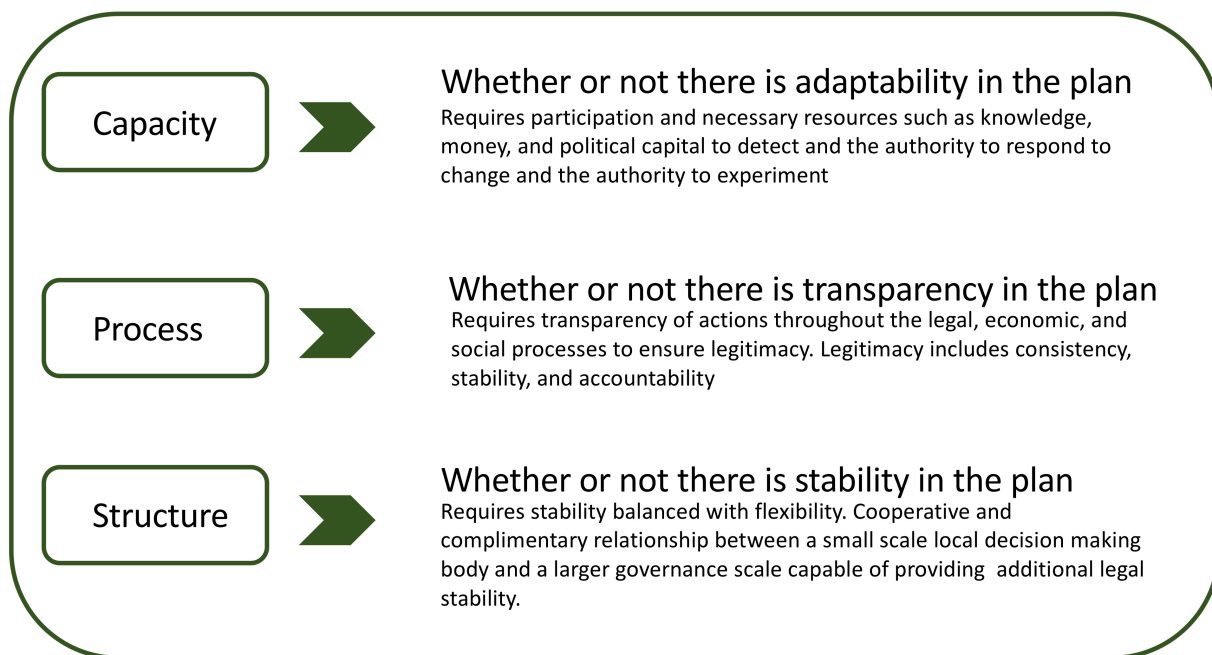 Capacity
Whether or not there is adaptability in the plan
Requires participation and necessary resources such as knowledge,
money, and political capital to detect and the authority to respond to
change and the authority to experiment
Process
Whether or not there is transparency in the plan
Requires transparency of actions throughout the legal, economic, and
social processes to ensure legitimacy. Legitimacy includes consistency,
stability, and accountability
Structure
Whether or not there is stability in the plan
Requires stability balanced with flexibility. Cooperative and
complimentary relationship between a small scale local decision making
body and a larger governance scale capable of providing  additional legal
stability.